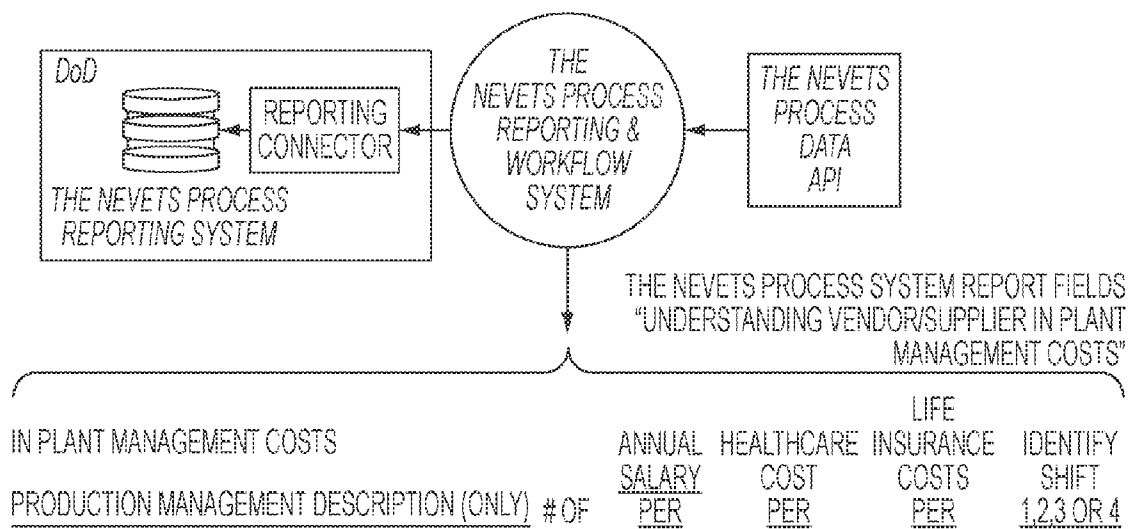 DoD
REPORTING
CONNECTOR
THE NEVETS PROCESS
REPORTING SYSTEM
THE
NEVETS PROCESS
REPORTING &
WORKFLOW
SYSTEM
THE NEVETS
PROCESS
DATA
API
THE NEVETS PROCESS SYSTEM REPORT FIELDS
"UNDERSTANDING VENDOR/SUPPLIER IN PLANT
MANAGEMENT COSTS"
IN PLANT MANAGEMENT COSTS
PRODUCTION MANAGEMENT DESCRIPTION (ONLY)
# OF
ANNUAL
SALARY
PER
HEALTHCARE
COST
PER
LIFE
INSURANCE
COSTS
PER
IDENTIFY
SHIFT
1,2,3 OR 4